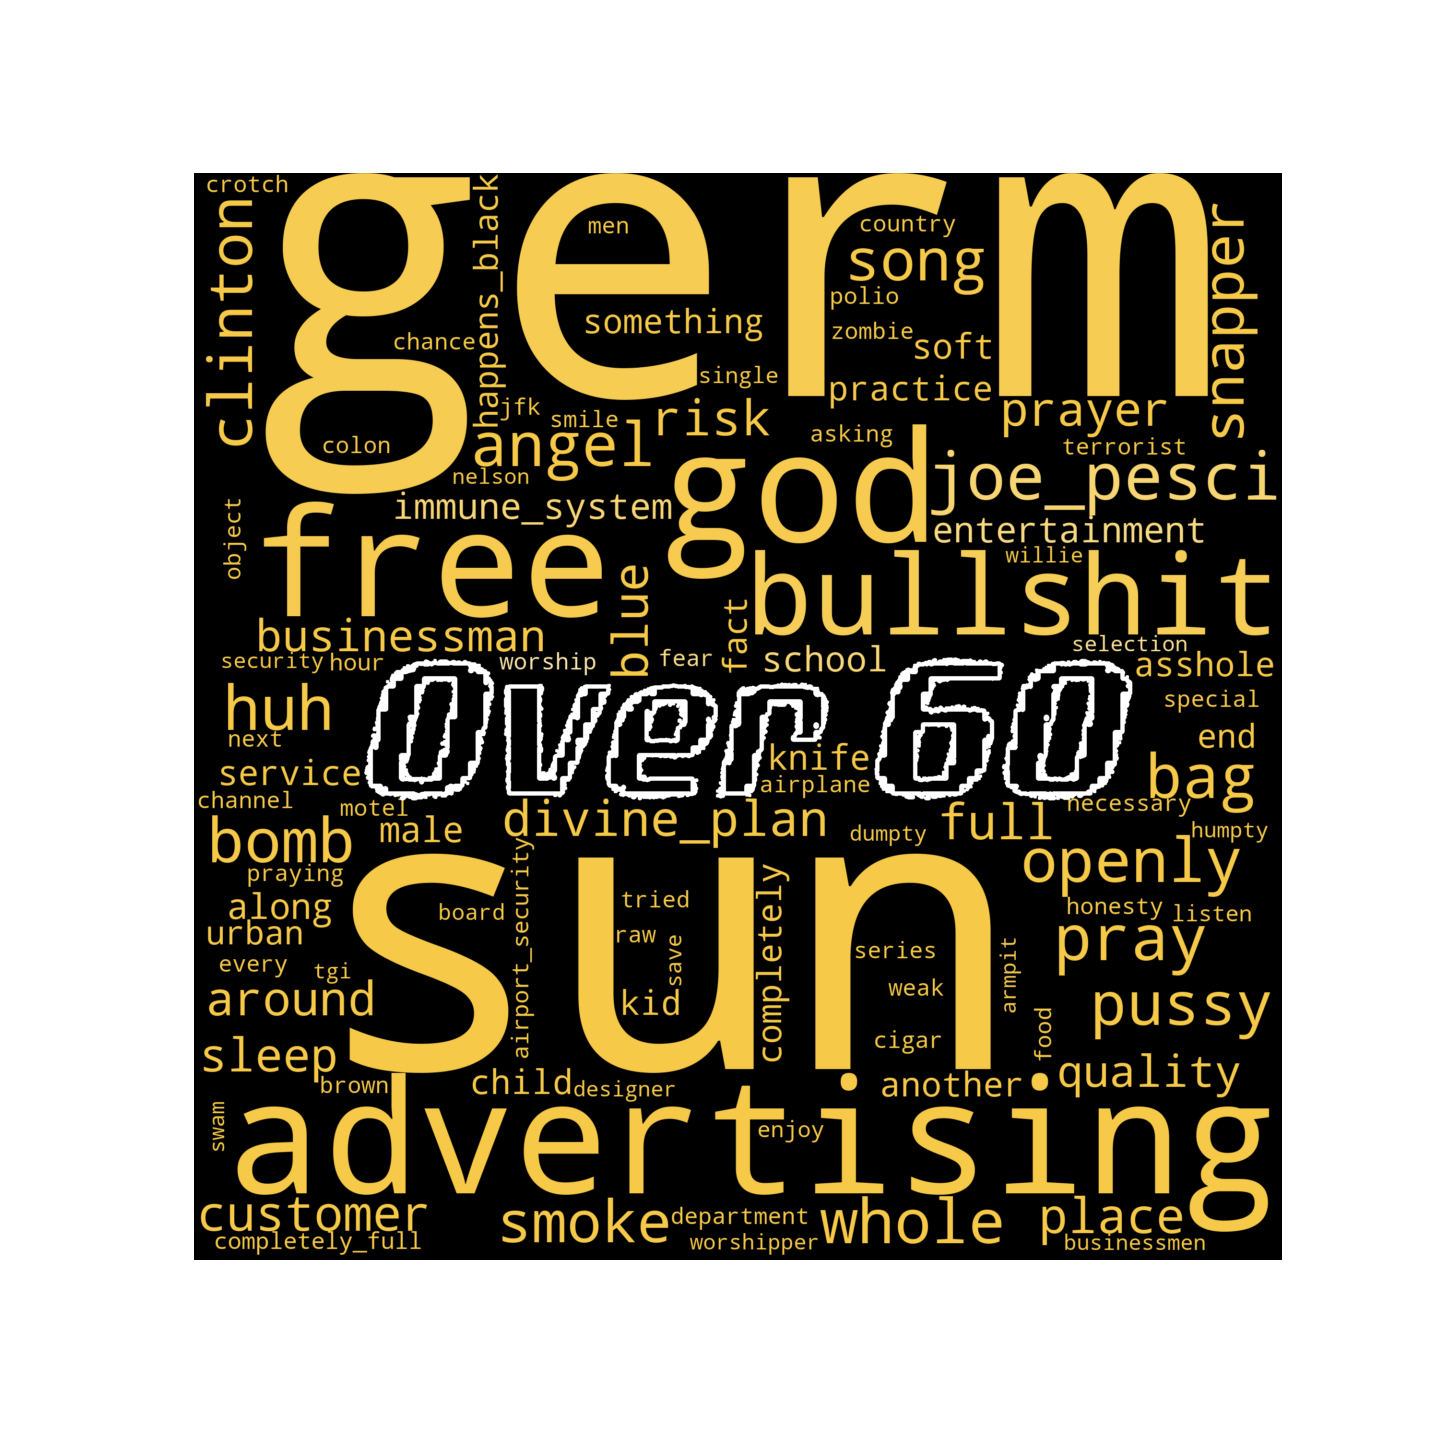 crotch
germ
clinton
happens_black
men
country
song
snapper
polio
something
zombie
chance
soft
single
practice
jfk
smile
risk
prayer
colon
angel
asking
terrorist
nelson
god
joe_pesci
immune_system
object
free
entertainment
willie
bullshit
blue
fact
businessman
selection
security
hour
worship
fear
school
asshole
Over 60
huh
special
next
end
knife
service
airplane
bag
channel
motel
necessary
male
divine_plan
full
dumpty
humpty
bomb
openly
praying
sun
airport_security
completely
along
board
tried
honesty
listen
urban
raw
save
series
pray
every
tgi
armpit
weak
around
kid
pussy
cigar
food
sleep
brown
child
designer
another
quality
swam
advertising
enjoy
customer
smoke
department
whole
place
completely_full
worshipper
businessmen